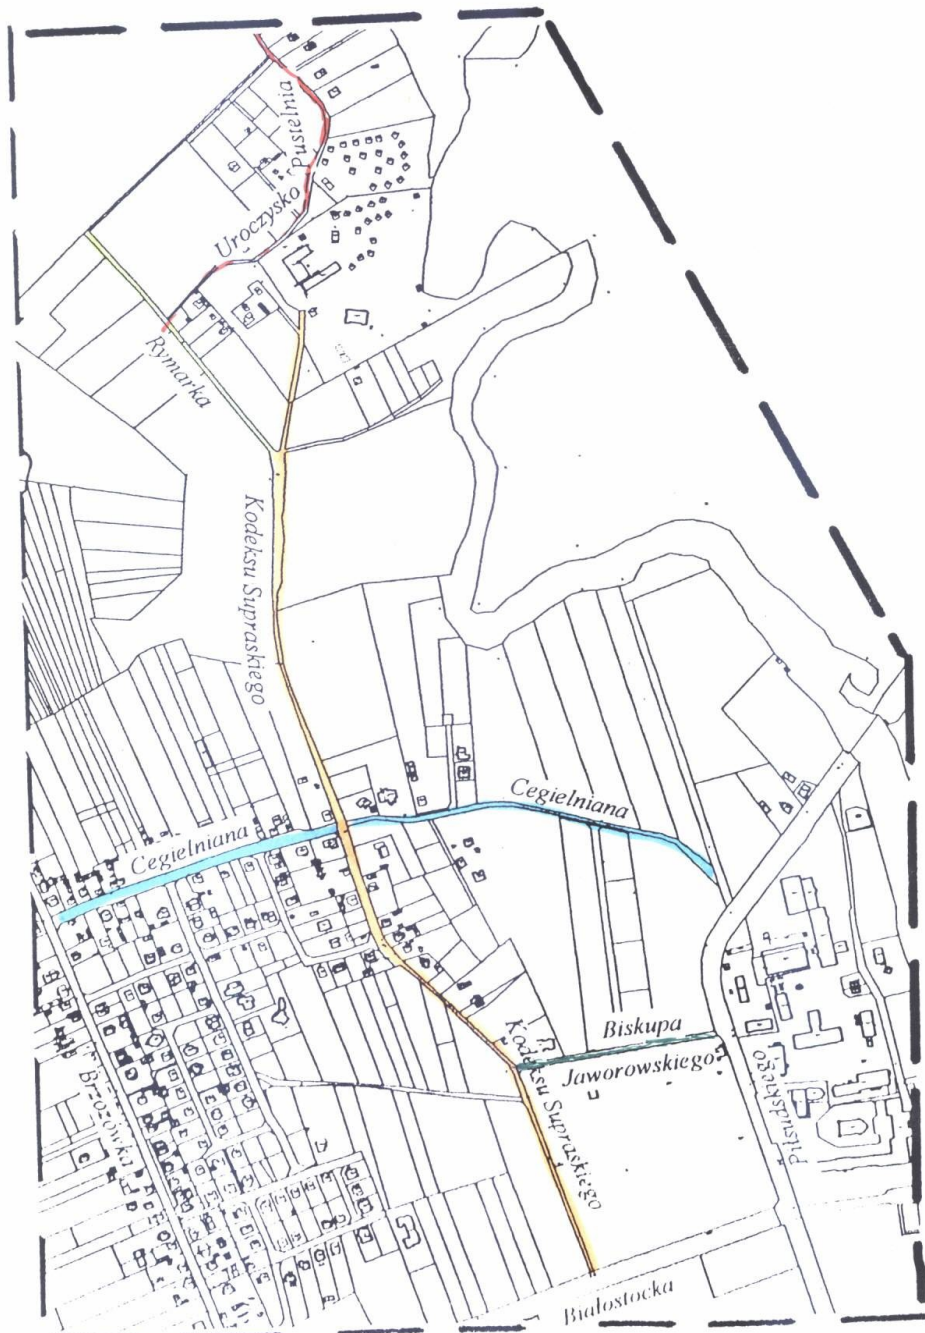 Pustelnia
Uroczysko
Rymarka
Kodeksu Supraskiego
Cegielniana
Cegielniana
Biskupa
Jaworowskiego
Kodeksu Supraskiego
Brzozówka
Piłsudskiego
Białostocka